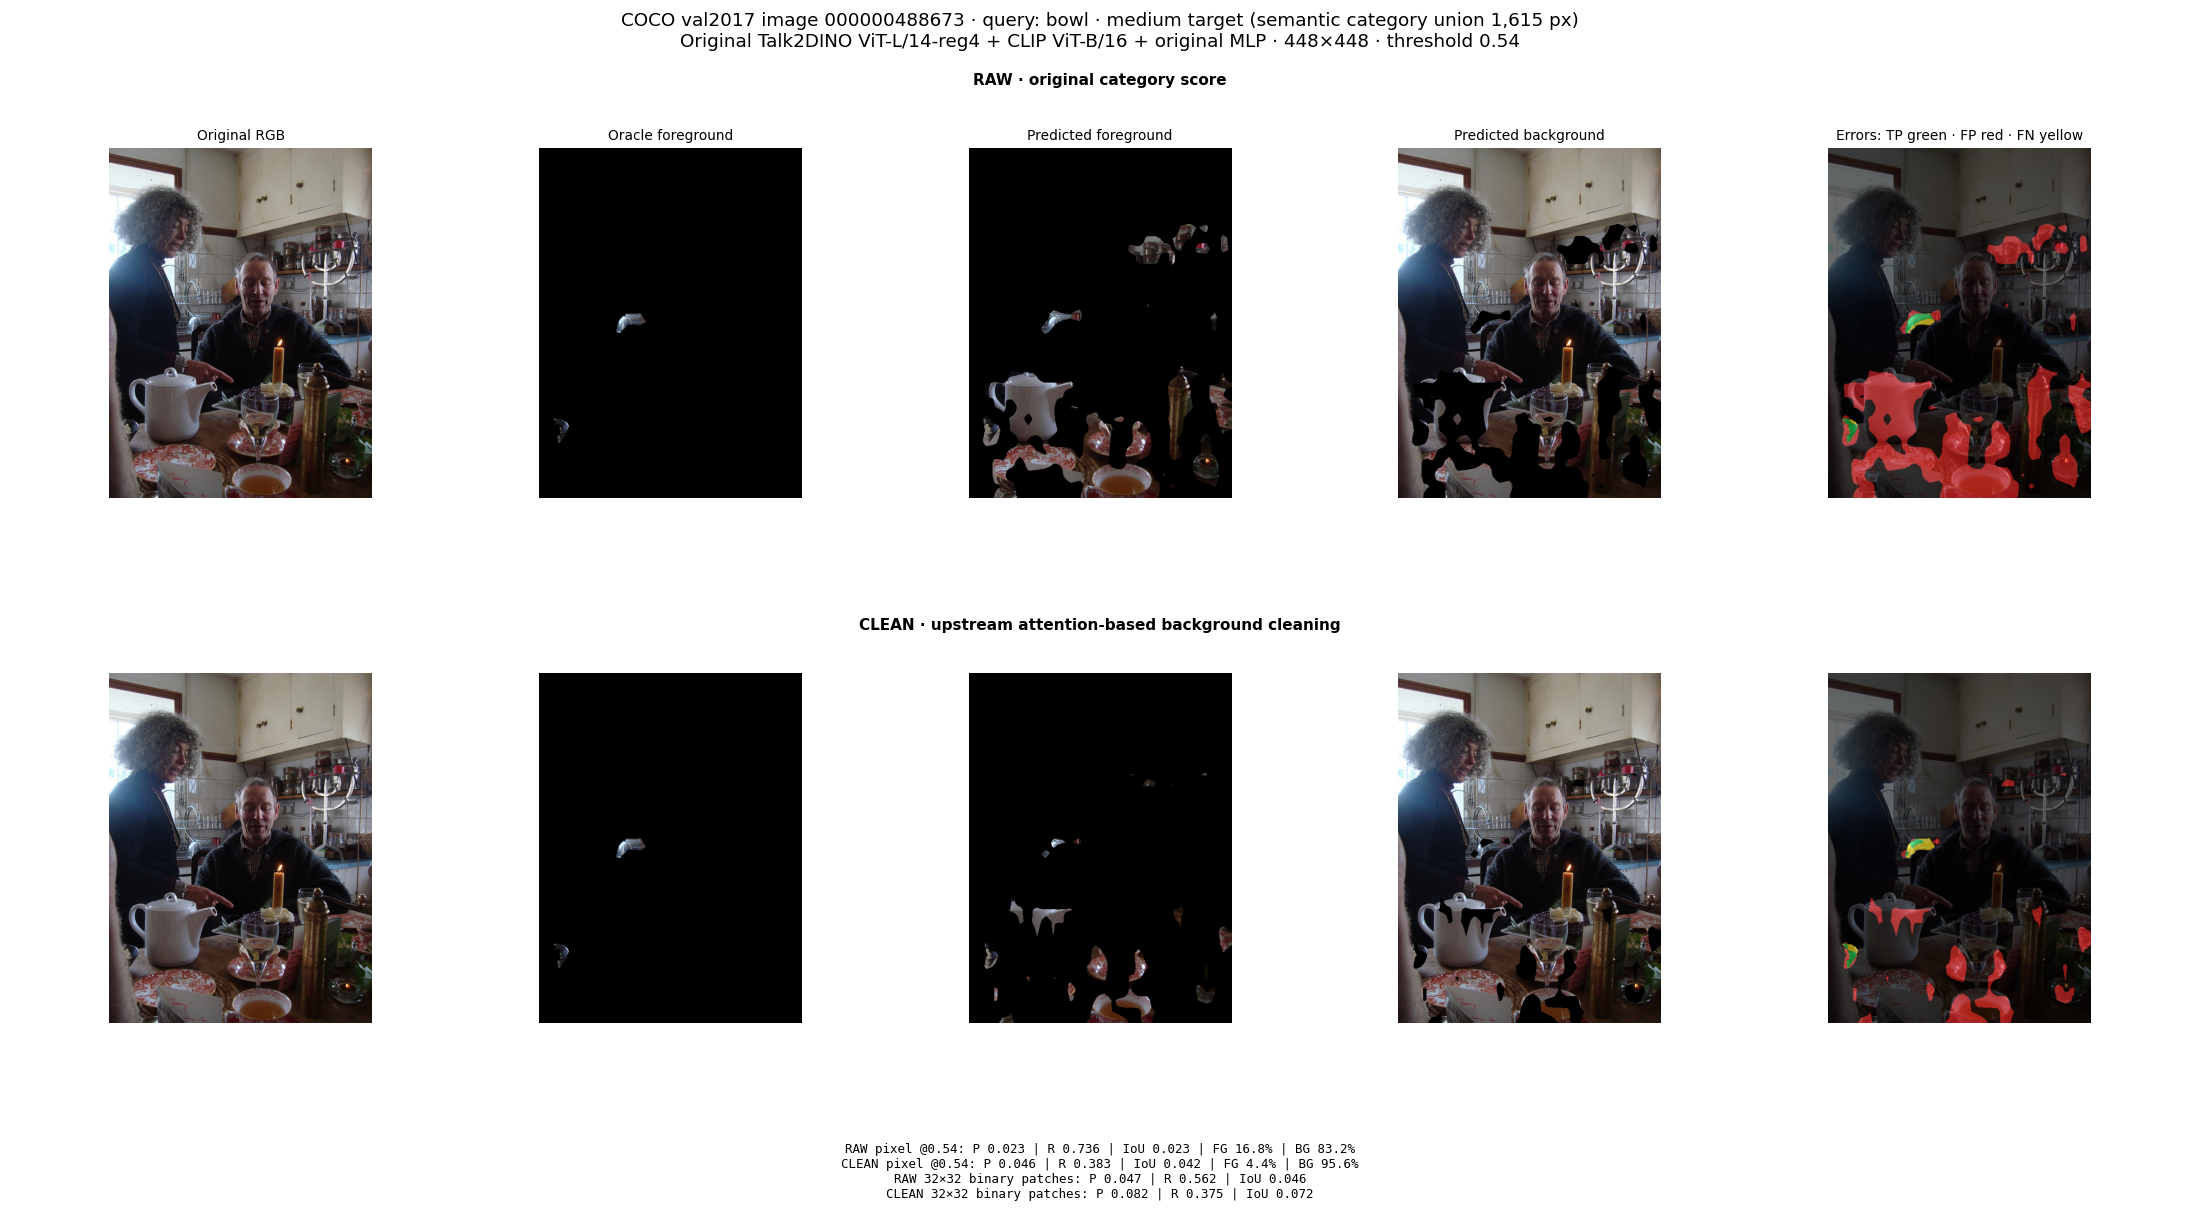 COCO val2017 image 000000488673 · query: bowl · medium target (semantic category union 1,615 px)
Original Talk2DINO ViT-L/14-reg4 + CLIP ViT-B/16 + original MLP · 448×448 · threshold 0.54
RAW · original category score
Original RGB
Oracle foreground
Predicted foreground
Predicted background
Errors: TP green · FP red · FN yellow
CLEAN · upstream attention-based background cleaning
RAW pixel @0.54: P 0.023 | R 0.736 | IoU 0.023 | FG 16.8% | BG 83.2%
CLEAN pixel @0.54: P 0.046 | R 0.383 | IoU 0.042 | FG 4.4% | BG 95.6%
RAW 32×32 binary patches: P 0.047 | R 0.562 | IoU 0.046
CLEAN 32×32 binary patches: P 0.082 | R 0.375 | IoU 0.072